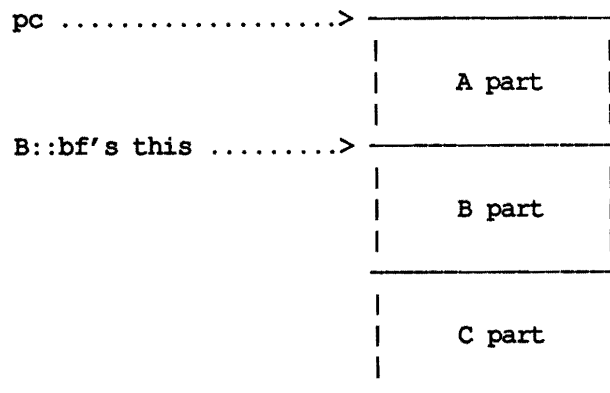 pc ..................>
A part
B::bf's this .........>
B part
C part